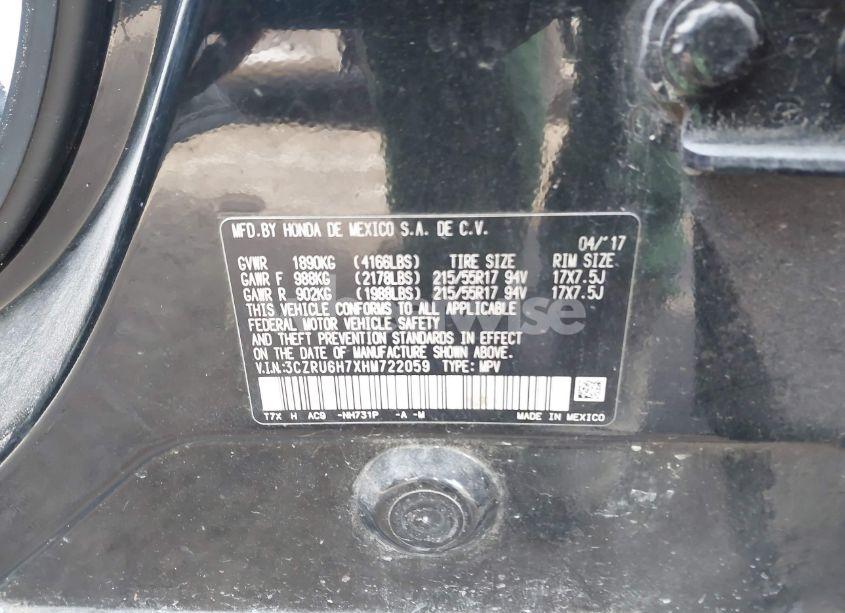 MFD.BY HONDA DE MEXICO S.A. DE C.V. 04/'17
GVWR 1890KG (4166LBS) TIRE SIZE RIM SIZE
GAWR F 988KG (2178LBS) 215/55R17 94V 17X7.5J
GAWR R 902KG (1988LBS) 215/55R17 94V 17X7.5J
THIS VEHICLE CONFORMS TO ALL APPLICABLE
FEDERAL MOTOR VEHICLE SAFETY
AND THEFT PREVENTION STANDARDS IN EFFECT
ON THE DATE OF MANUFACTURE SHOWN ABOVE.
V.I.N.:3CZRU6H7XHM722059 TYPE: MPV
T7X H AC9 -NH731P -A -M MADE IN MEXICO